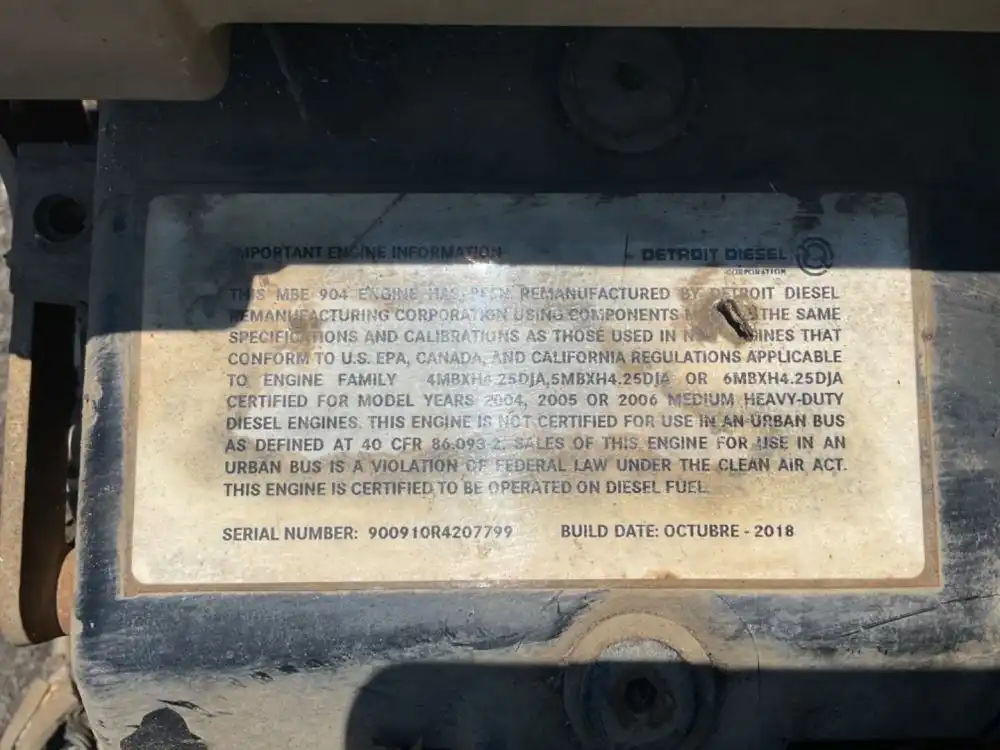 IMPORTANT ENGINE INFORMATION
DETROIT DIESEL
CORPORATION
THIS MBE 904 ENGINE HAS BEEN REMANUFACTURED BY DETROIT DIESEL
REMANUFACTURING CORPORATION USING COMPONENTS THE SAME
SPECIFICATIONS AND CALIBRATIONS AS THOSE USED IN ENGINES THAT
CONFORM TO U.S. EPA, CANADA, AND CALIFORNIA REGULATIONS APPLICABLE
TO ENGINE FAMILY 4MBXH4.25DJA,5MBXH4.25DJA OR 6MBXH4.25DJA
CERTIFIED FOR MODEL YEARS 2004, 2005 OR 2006 MEDIUM HEAVY-DUTY
DIESEL ENGINES. THIS ENGINE IS NOT CERTIFIED FOR USE IN AN URBAN BUS
AS DEFINED AT 40 CFR 86.093-2. SALES OF THIS ENGINE FOR USE IN AN
URBAN BUS IS A VIOLATION OF FEDERAL LAW UNDER THE CLEAN AIR ACT.
THIS ENGINE IS CERTIFIED TO BE OPERATED ON DIESEL FUEL.
SERIAL NUMBER: 900910R4207799 BUILD DATE: OCTUBRE - 2018